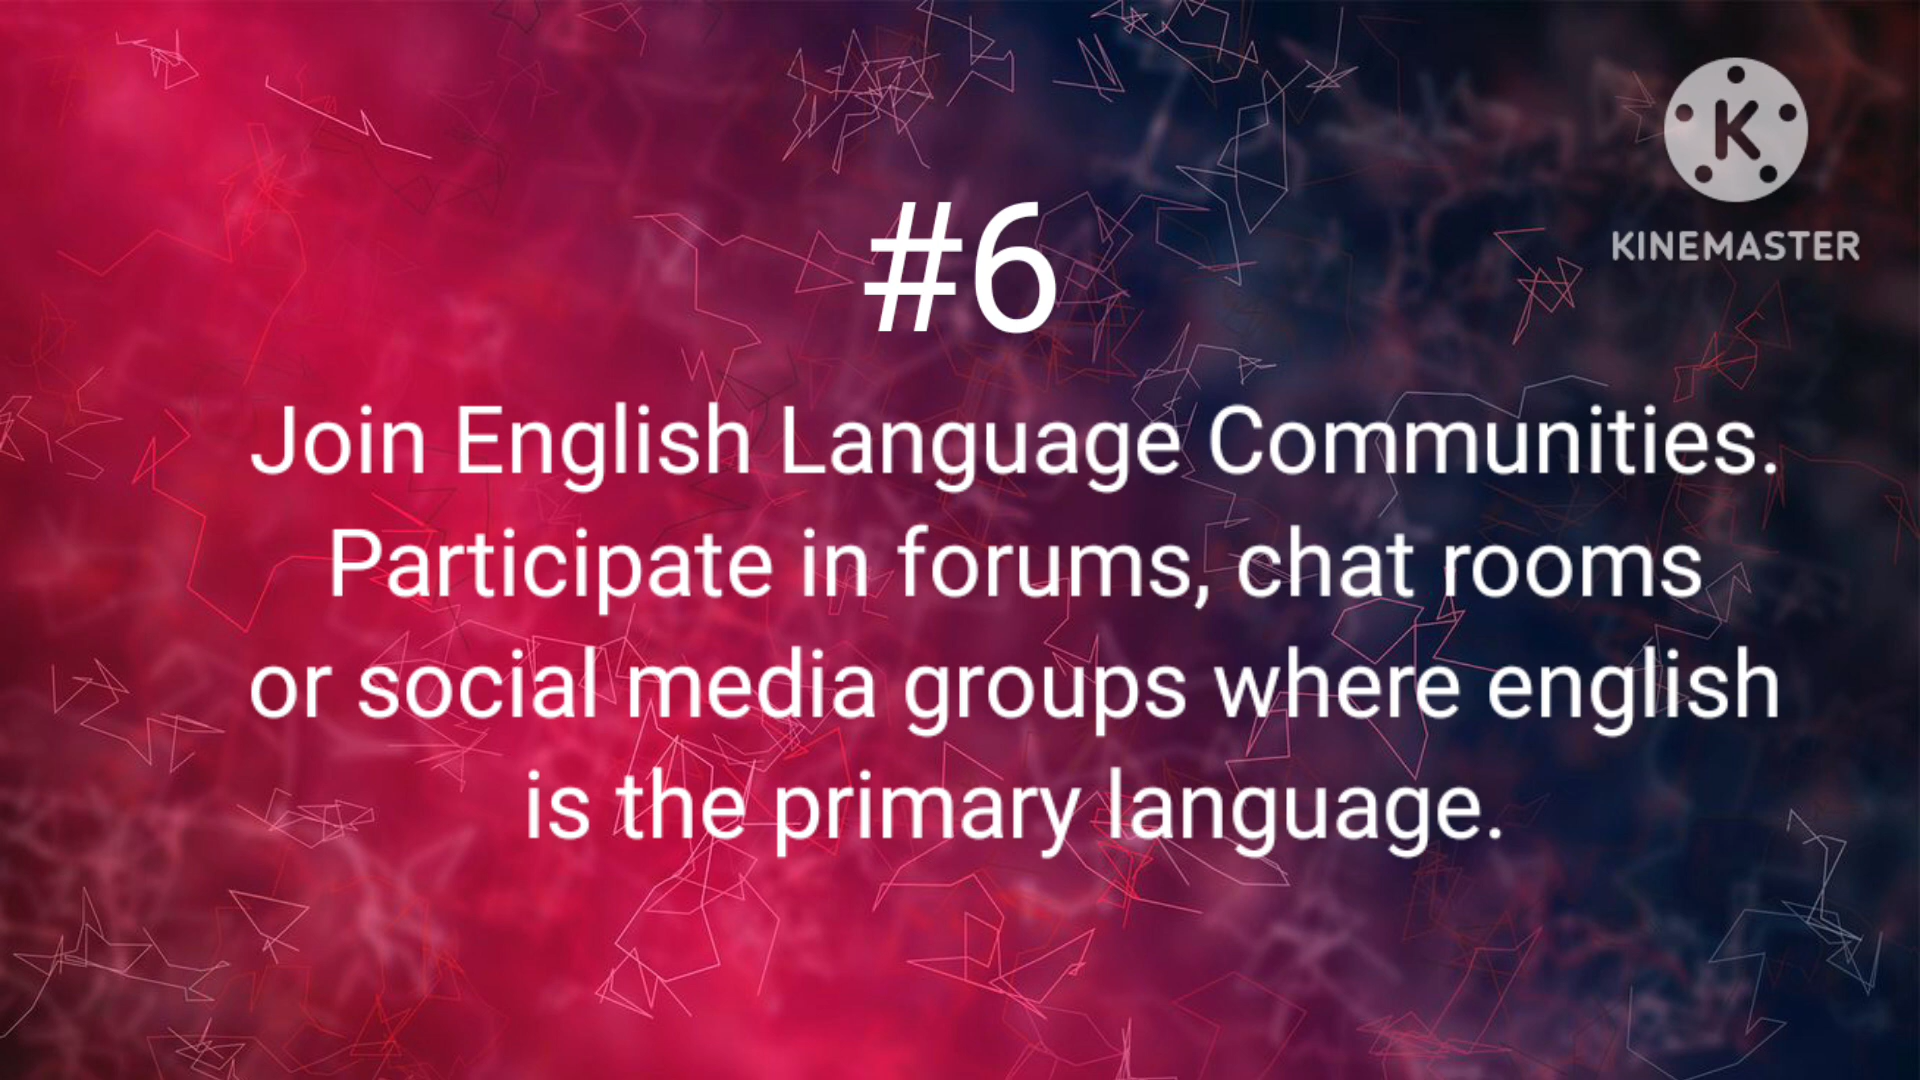 K
KINEMASTER
#6
Join English Language Communities.
Participate in forums, chat rooms
or social media groups where english
is the primary language.